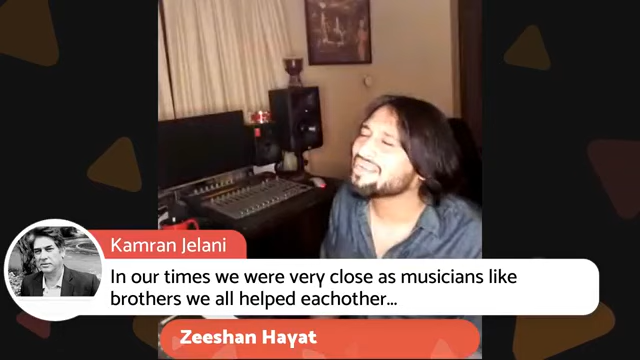 Kamran Jelani
In our times we were very close as musicians like
brothers we all helped eachother...
Zeeshan Hayat